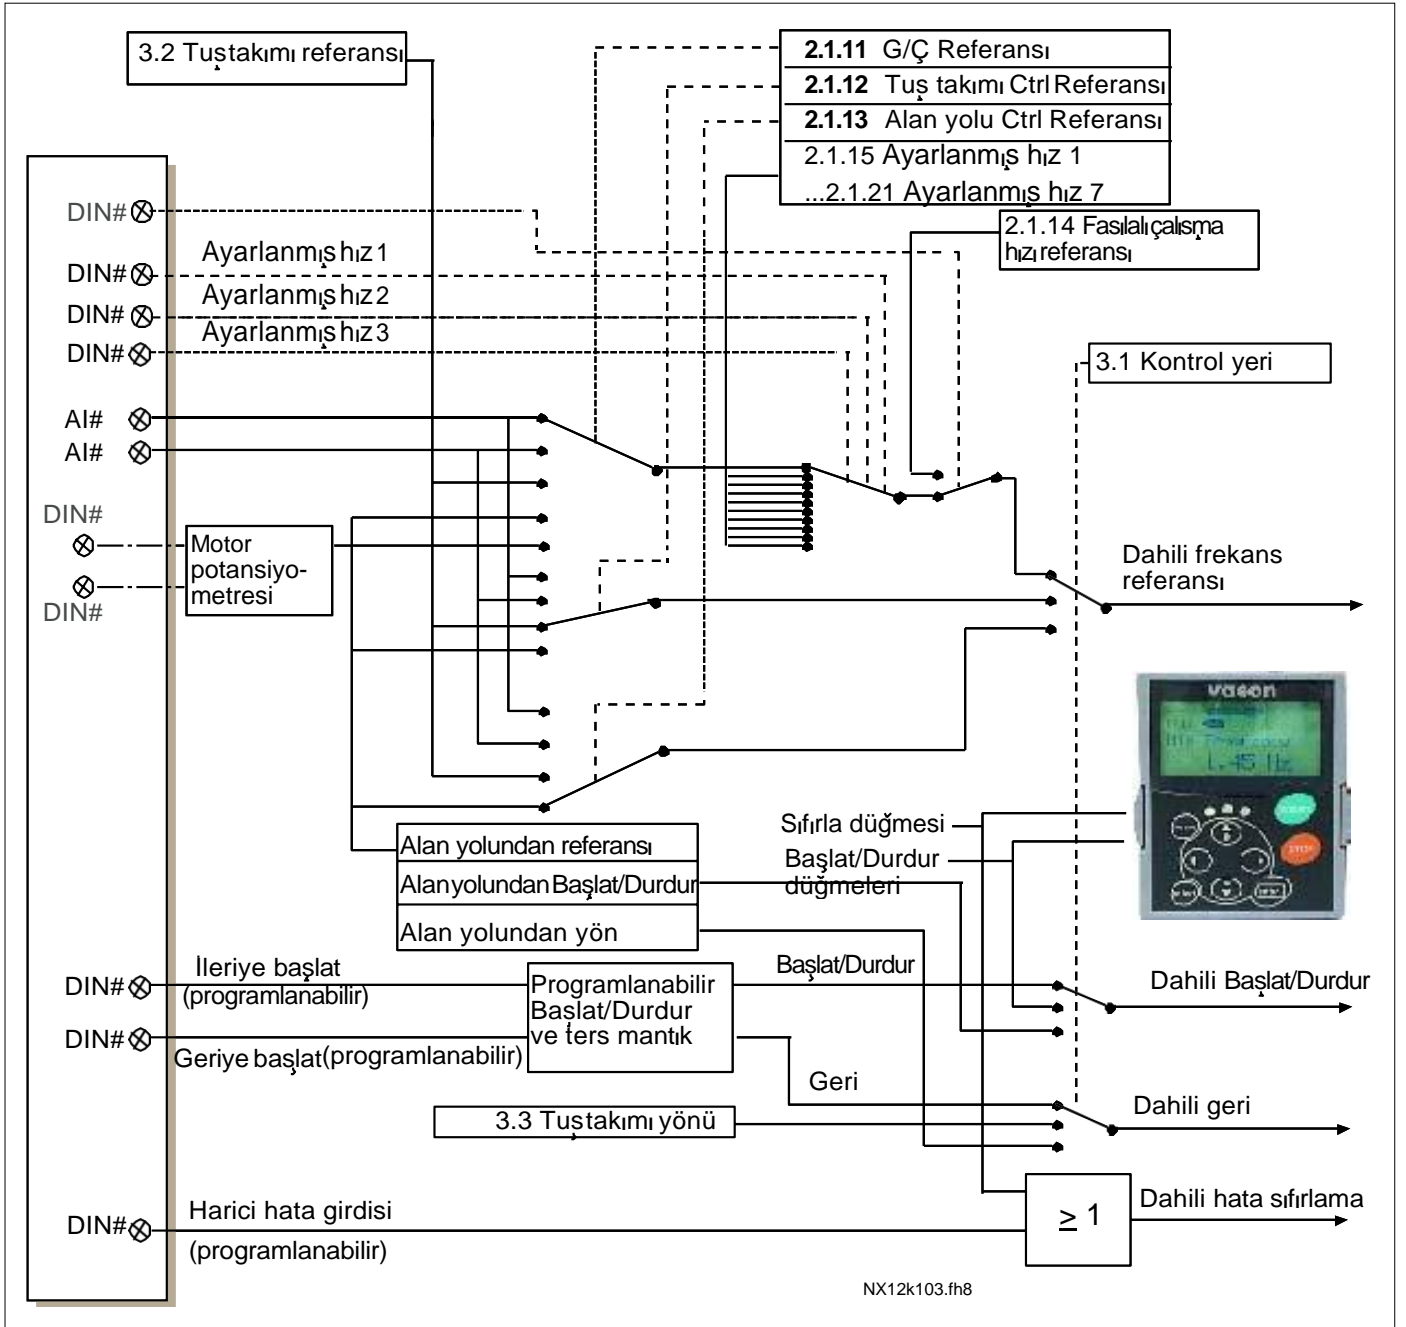 3.2 Tuştakımı referansı
2.1.11 G/Ç Referansı
2.1.12 Tuş takımı Ctrl Referansı
2.1.13 Alan yolu Ctrl Referansı
2.1.15 Ayarlanmış hız 1
...2.1.21 Ayarlanmış hız 7
2.1.14 Fasılalı çalışma
hızı referansı
DIN#
Ayarlanmış hız 1
DIN#
Ayarlanmış hız 2
DIN#
Ayarlanmış hız 3
DIN#
3.1 Kontrol yeri
AI#
AI#
DIN#
Motor
potansiyo-
metresi
DIN#
Dahili frekans
referansı
vacon
Sıfırla düğmesi
Başlat/Durdur
düğmeleri
Alan yolundan referansı
Alan yolundan Başlat/Durdur
Alan yolundan yön
DIN#
İleriye başlat
(programlanabilir)
Programlanabilir
Başlat/Durdur
ve ters mantık
Başlat/Durdur
Dahili Başlat/Durdur
DIN#
Geriye başlat (programlanabilir)
Geri
3.3 Tuştakımı yönü
Dahili geri
DIN#
Harici hata girdisi
(programlanabilir)
≥ 1
Dahili hata sıfırlama
NX12k103.fh8